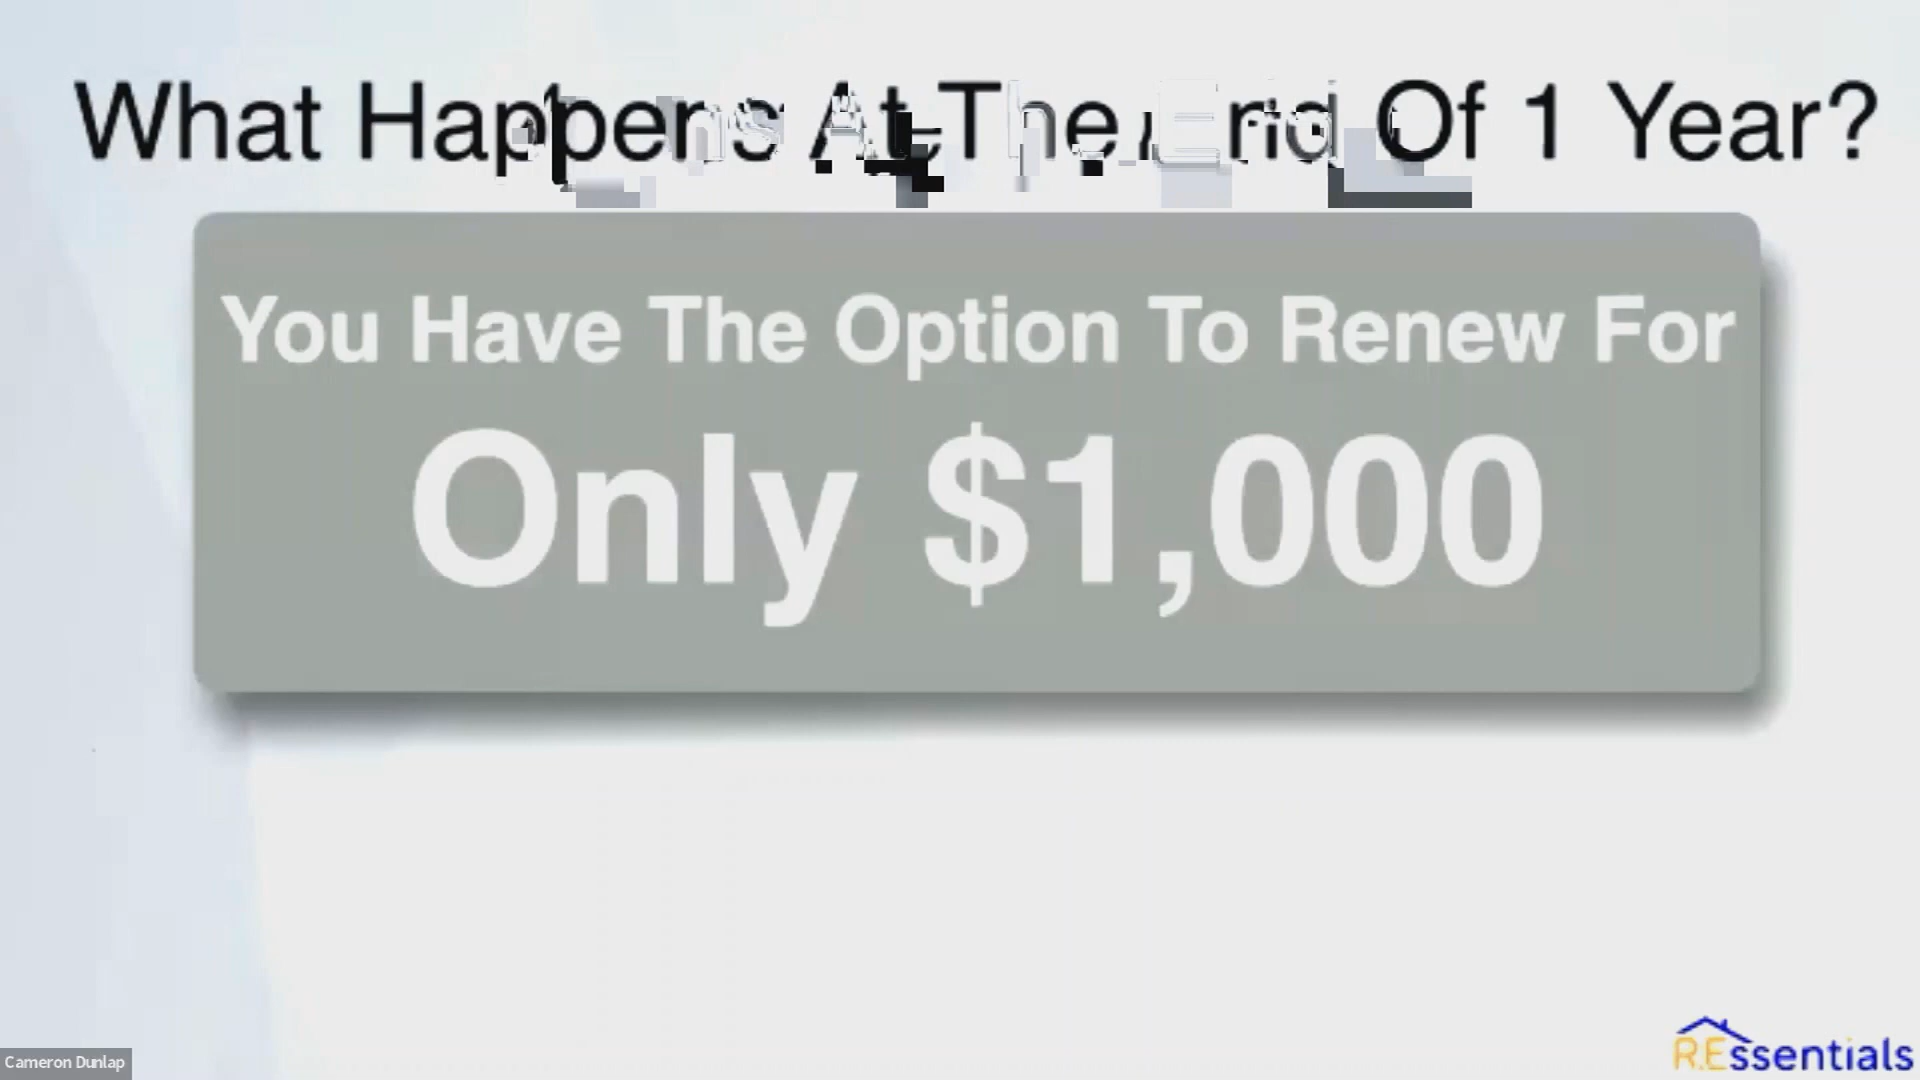 What Happens At The End Of 1 Year?
You Have The Option To Renew For
Only $1,000
Cameron Dunlap
R.Essentials